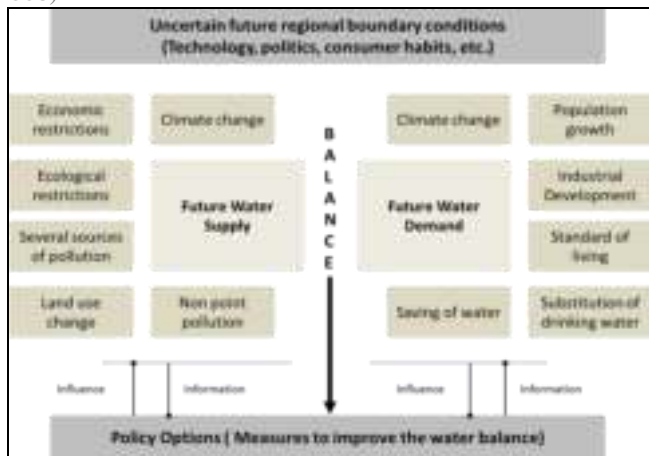 Uncertain future regional boundary conditions
(Technology, politics, consumer habits, etc.)
Economic
restrictions
Climate change
Ecological
restrictions
Future Water
Supply
Several sources
of pollution
Land use
change
Non point
pollution
BALANCE
Climate change
Population
growth
Future Water
Demand
Industrial
Development
Standard of
living
Saving of water
Substitution of
drinking water
Influence
Information
Influence
Information
Policy Options ( Measures to improve the water balance)